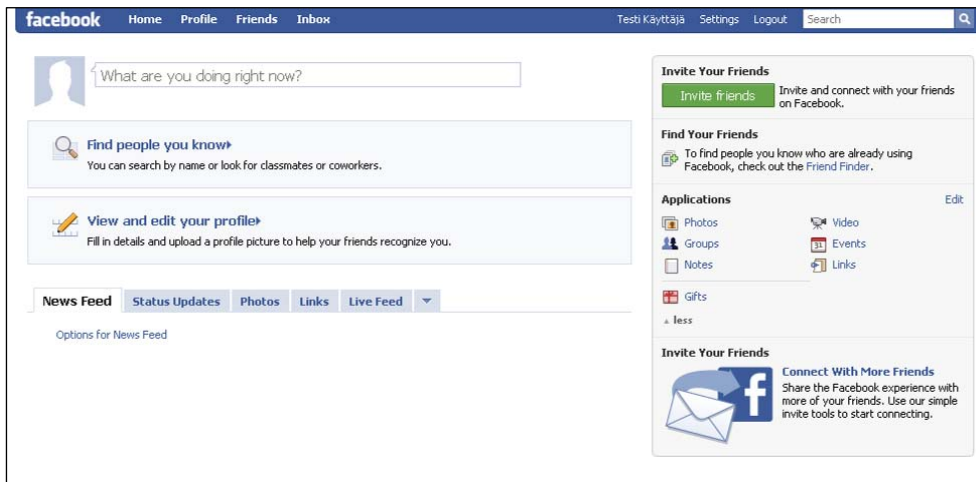 facebook Home Profile Friends Inbox Testi Käyttäjä Settings Logout Search
What are you doing right now?
Find people you know
You can search by name or look for classmates or coworkers.
View and edit your profile
Fill in details and upload a profile picture to help your friends recognize you.
News Feed Status Updates Photos Links Live Feed
Options for News Feed
Invite Your Friends
Invite friends
Invite and connect with your friends
on Facebook.
Find Your Friends
To find people you know who are already using
Facebook, check out the Friend Finder.
Applications Edit
Photos Video
Groups 31 Events
Notes Links
Gifts
less
Invite Your Friends
f
Connect With More Friends
Share the Facebook experience with
more of your friends. Use our simple
invite tools to start connecting.